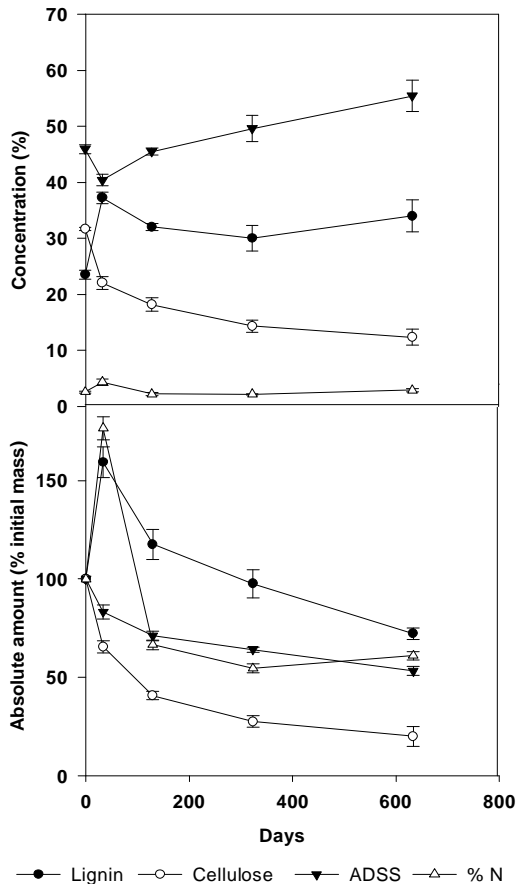 70
60
50
40
30
20
10
0
Concentration (%)
150
100
50
0
Absolute amount (% initial mass)
0 200 400 600 800
Days
Lignin Cellulose ADSS % N